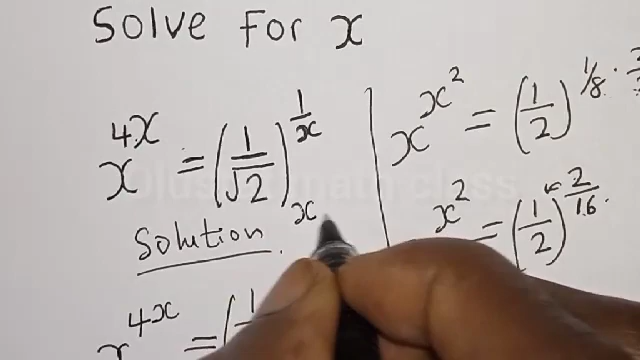 Solve For x
x^{4x} = (1/√2)^{1/x}
Solution.
x
x^{4x} = (1
x^{x^2} = (1/2)^{1/8 ·
x^2 = (1/2)^{2/16.}